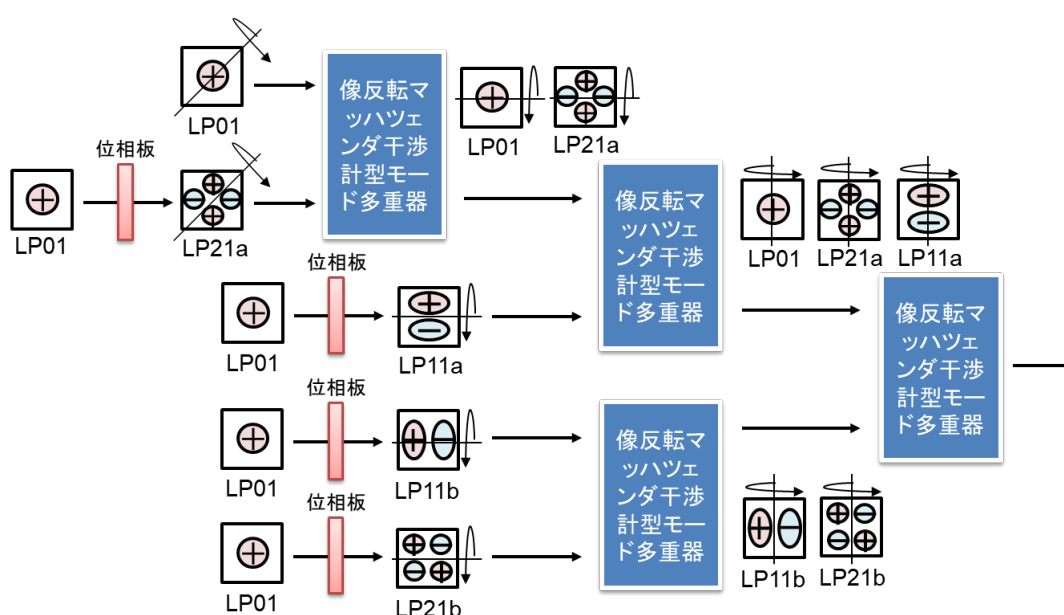 LP01
像反転マ
ッハツェ
ンダ干渉
計型モー
ド多重器
LP01
LP21a
位相板
LP01
LP21a
像反転マ
ッハツェ
ンダ干渉
計型モー
ド多重器
LP01
LP21a
LP11a
位相板
LP01
LP11a
像反転マ
ッハツェ
ンダ干渉
計型モー
ド多重器
位相板
LP01
LP11b
像反転マ
ッハツェ
ンダ干渉
計型モー
ド多重器
位相板
LP01
LP21b
LP11b
LP21b